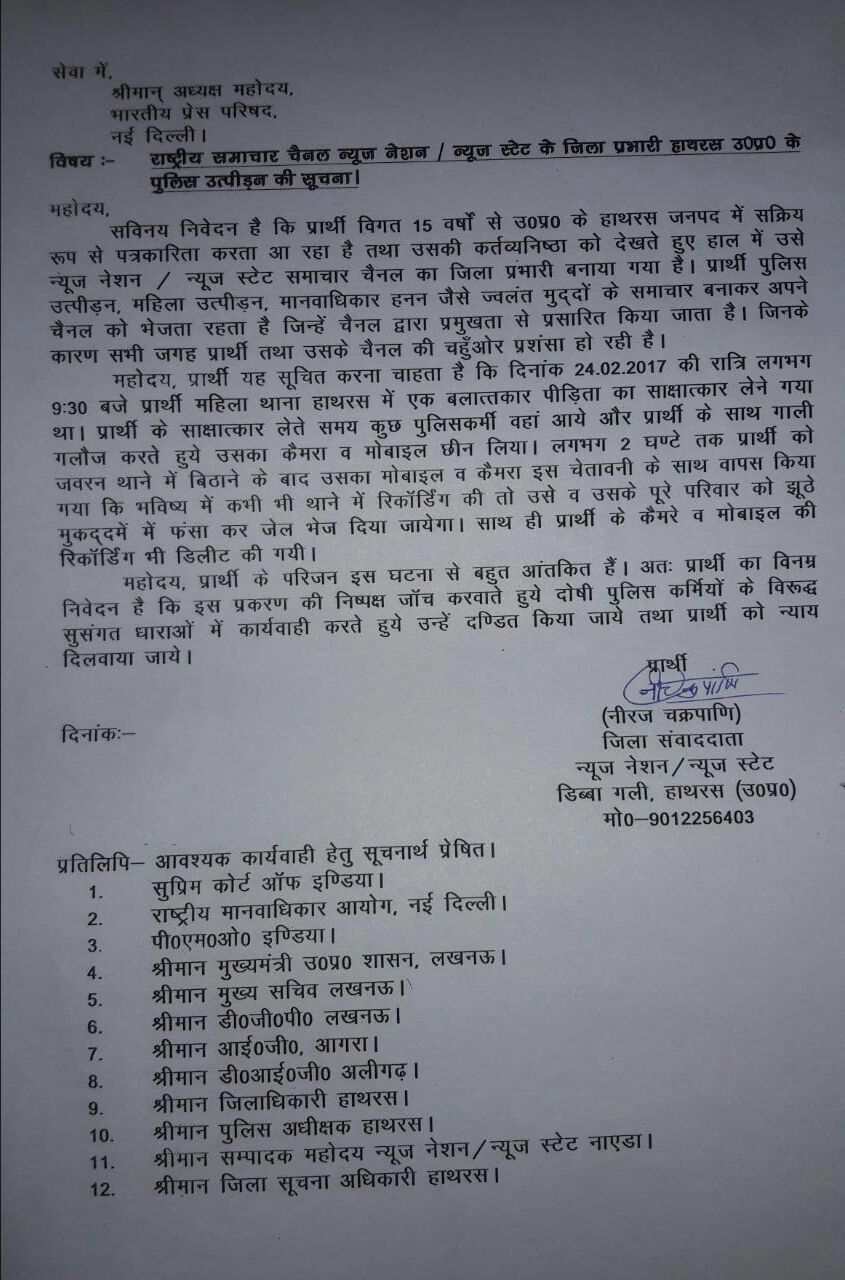 सेवा में,
श्रीमान् अध्यक्ष महोदय,
भारतीय प्रेस परिषद,
नई दिल्ली।
विषय :- राष्ट्रीय समाचार चैनल न्यूज नेशन / न्यूज स्टेट के जिला प्रभारी हाथरस उ0प्र0 के
पुलिस उत्पीड़न की सूचना।
महोदय,
सविनय निवेदन है कि प्रार्थी विगत 15 वर्षो से उ0प्र0 के हाथरस जनपद में सक्रिय
रूप से पत्रकारिता करता आ रहा है तथा उसकी कर्तव्यनिष्ठा को देखते हुए हाल में उसे
न्यूज नेशन / न्यूज स्टेट समाचार चैनल का जिला प्रभारी बनाया गया है। प्रार्थी पुलिस
उत्पीड़न, महिला उत्पीड़न, मानवाधिकार हनन जैसे ज्वलंत मुद्दों के समाचार बनाकर अपने
चैनल को भेजता रहता है जिन्हें चैनल द्वारा प्रमुखता से प्रसारित किया जाता है। जिनके
कारण सभी जगह प्रार्थी तथा उसके चैनल की चहुँओर प्रशंसा हो रही है।
महोदय, प्रार्थी यह सूचित करना चाहता है कि दिनांक 24.02.2017 की रात्रि लगभग
9:30 बजे प्रार्थी महिला थाना हाथरस में एक बलात्तकार पीड़िता का साक्षात्कार लेने गया
था। प्रार्थी के साक्षात्कार लेते समय कुछ पुलिसकर्मी वहां आये और प्रार्थी के साथ गाली
गलौज करते हुये उसका कैमरा व मोबाइल छीन लिया। लगभग 2 घण्टे तक प्रार्थी को
जवरन थाने में बिठाने के बाद उसका मोबाइल व कैमरा इस चेतावनी के साथ वापस किया
गया कि भविष्य में कभी भी थाने में रिकॉर्डिंग की तो उसे व उसके पूरे परिवार को झूठे
मुकद्दमें में फंसा कर जेल भेज दिया जायेगा। साथ ही प्रार्थी के कैमरे व मोबाइल की
रिकॉर्डिंग भी डिलीट की गयी।
महोदय, प्रार्थी के परिजन इस घटना से बहुत आंतकित हैं। अतः प्रार्थी का विनम्र
निवेदन है कि इस प्रकरण की निष्पक्ष जॉच करवाते हुये दोषी पुलिस कर्मियों के विरूद्ध
सुसंगत धाराओं में कार्यवाही करते हुये उन्हें दण्डित किया जाये तथा प्रार्थी को न्याय
दिलवाया जाये।
प्रार्थी
(नीरज चक्रपाणि)
दिनांकः–
जिला संवाददाता
न्यूज नेशन / न्यूज स्टेट
डिब्बा गली, हाथरस (उ0प्र0)
मो0–9012256403
प्रतिलिपि– आवश्यक कार्यवाही हेतु सूचनार्थ प्रेषित।
1. सुप्रिम कोर्ट ऑफ इण्डिया।
2. राष्ट्रीय मानवाधिकार आयोग, नई दिल्ली।
3. पी0एम0ओ0 इण्डिया।
4. श्रीमान मुख्यमंत्री उ0प्र0 शासन, लखनऊ।
5. श्रीमान मुख्य सचिव लखनऊ।
6. श्रीमान डी0जी0पी0 लखनऊ।
7. श्रीमान आई0जी0, आगरा।
8. श्रीमान डी0आई0जी0 अलीगढ़।
9. श्रीमान जिलाधिकारी हाथरस।
10. श्रीमान पुलिस अधीक्षक हाथरस।
11. श्रीमान सम्पादक महोदय न्यूज नेशन / न्यूज स्टेट नाएडा।
12. श्रीमान जिला सूचना अधिकारी हाथरस।